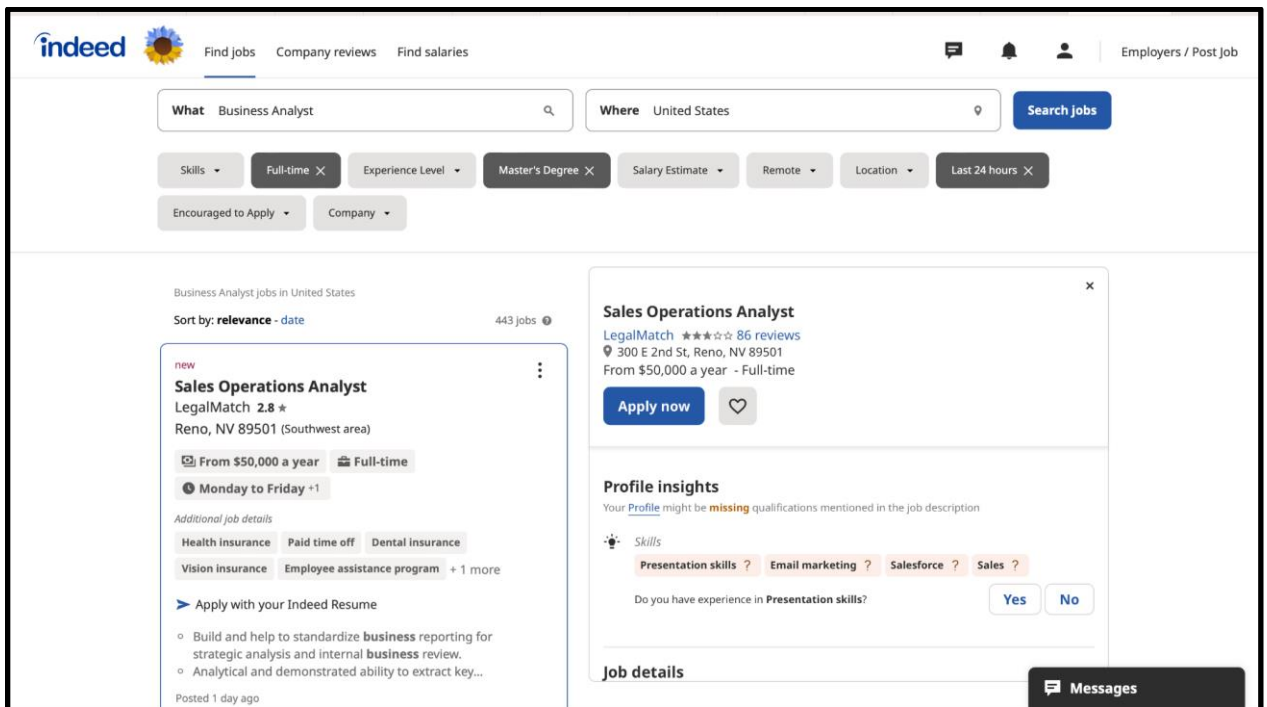 indeed
Find jobs Company reviews Find salaries
Employers / Post Job
What Business Analyst
Where United States
Search jobs
Skills Full-time Experience Level Master's Degree Salary Estimate Remote Location Last 24 hours
Encouraged to Apply Company
Business Analyst jobs in United States
Sort by: relevance - date
443 jobs ?
new
Sales Operations Analyst
LegalMatch 2.8 ★
Reno, NV 89501 (Southwest area)
From $50,000 a year Full-time
Monday to Friday +1
Additional job details
Health insurance Paid time off Dental insurance
Vision insurance Employee assistance program + 1 more
Apply with your Indeed Resume
Build and help to standardize business reporting for
strategic analysis and internal business review.
Analytical and demonstrated ability to extract key...
Posted 1 day ago
Sales Operations Analyst
LegalMatch ★★★☆☆ 86 reviews
300 E 2nd St, Reno, NV 89501
From $50,000 a year - Full-time
Apply now
Profile insights
Your Profile might be missing qualifications mentioned in the job description
Skills
Presentation skills ? Email marketing ? Salesforce ? Sales ?
Do you have experience in Presentation skills?
Yes No
Job details
Messages